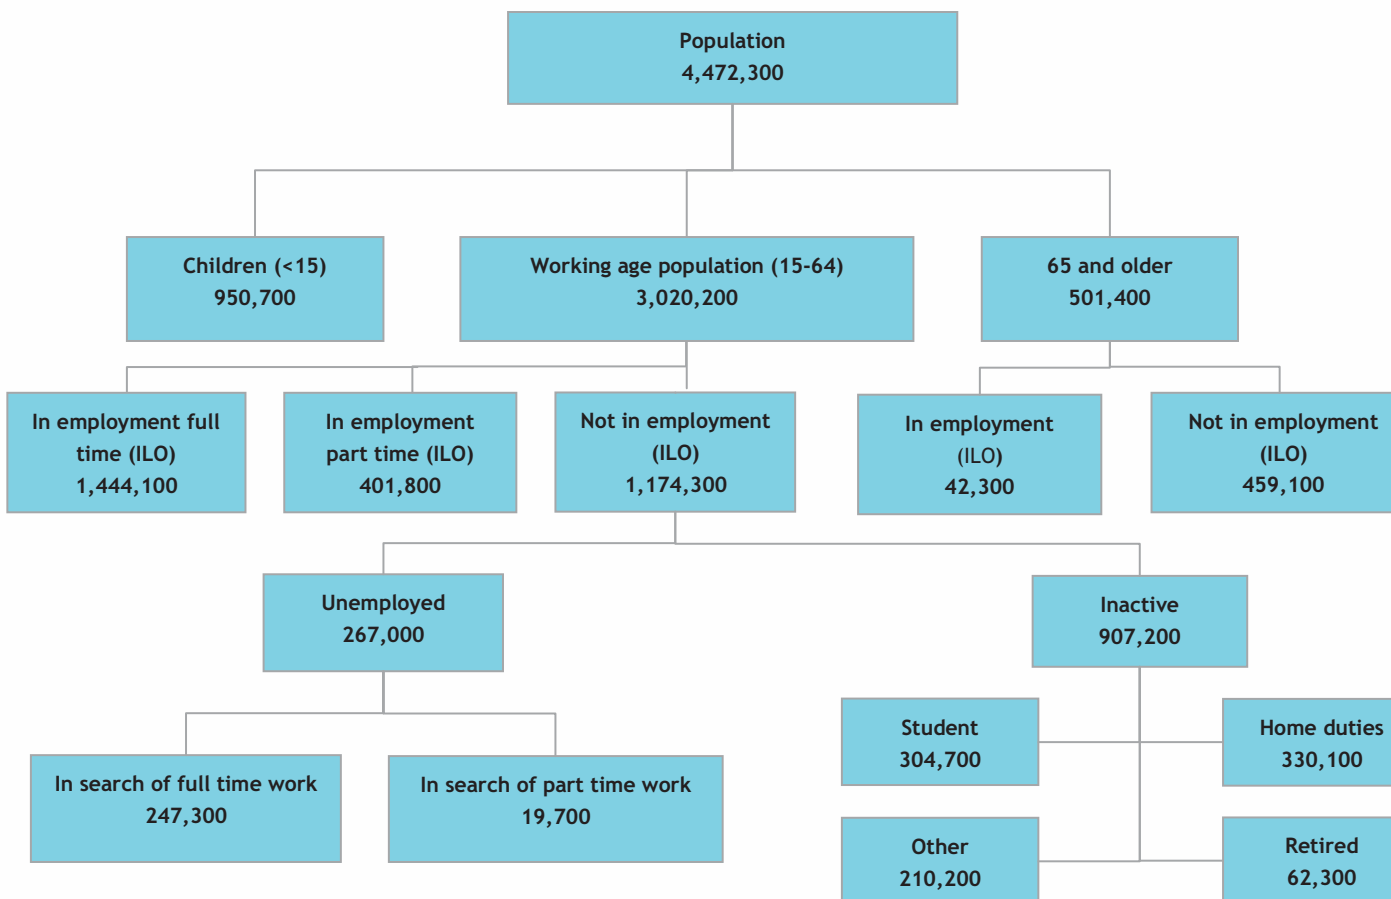 Population
4,472,300
Children (<15)
950,700
Working age population (15-64)
3,020,200
65 and older
501,400
In employment full
time (ILO)
1,444,100
In employment
part time (ILO)
401,800
Not in employment
(ILO)
1,174,300
In employment
(ILO)
42,300
Not in employment
(ILO)
459,100
Unemployed
267,000
Inactive
907,200
In search of full time work
247,300
In search of part time work
19,700
Student
304,700
Home duties
330,100
Other
210,200
Retired
62,300